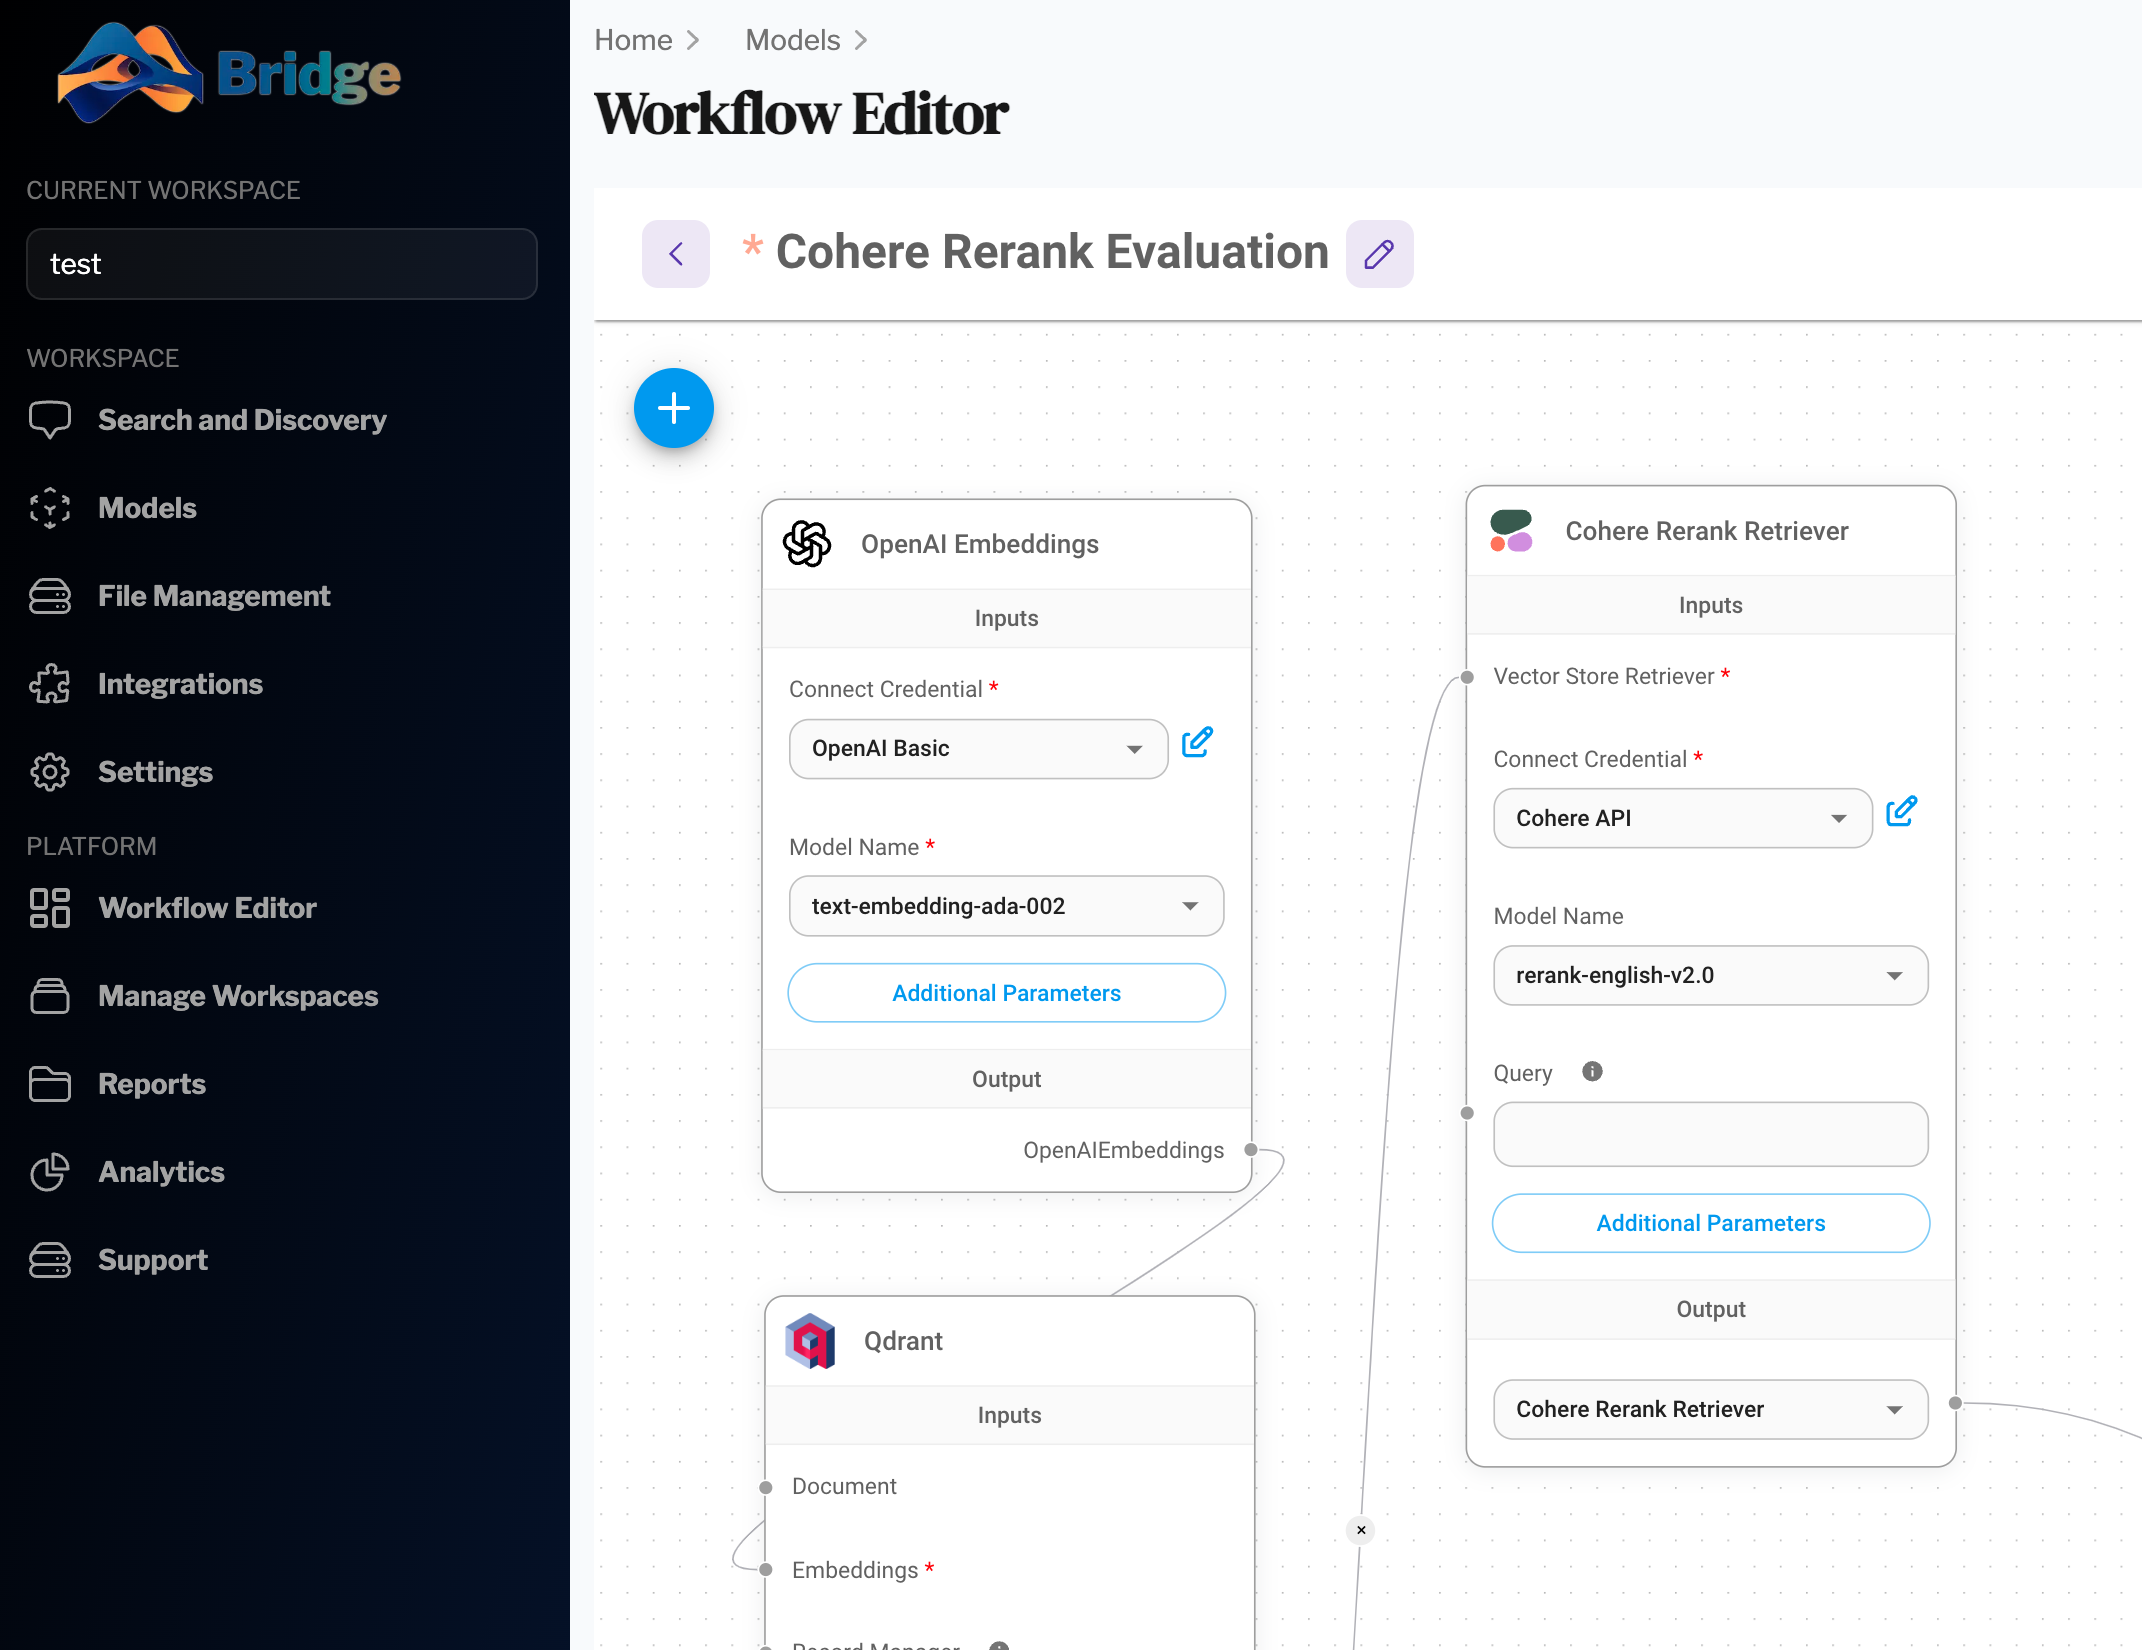 Bridge
CURRENT WORKSPACE
test
WORKSPACE
Search and Discovery
Models
File Management
Integrations
Settings
PLATFORM
Workflow Editor
Manage Workspaces
Reports
Analytics
Support
Home
Models
Workflow Editor
* Cohere Rerank Evaluation
OpenAI Embeddings
Inputs
Connect Credential *
OpenAI Basic
Model Name *
text-embedding-ada-002
Additional Parameters
Output
OpenAIEmbeddings
Qdrant
Inputs
Document
Embeddings *
Record Manager
Cohere Rerank Retriever
Inputs
Vector Store Retriever *
Connect Credential *
Cohere API
Model Name
rerank-english-v2.0
Query
Additional Parameters
Output
Cohere Rerank Retriever